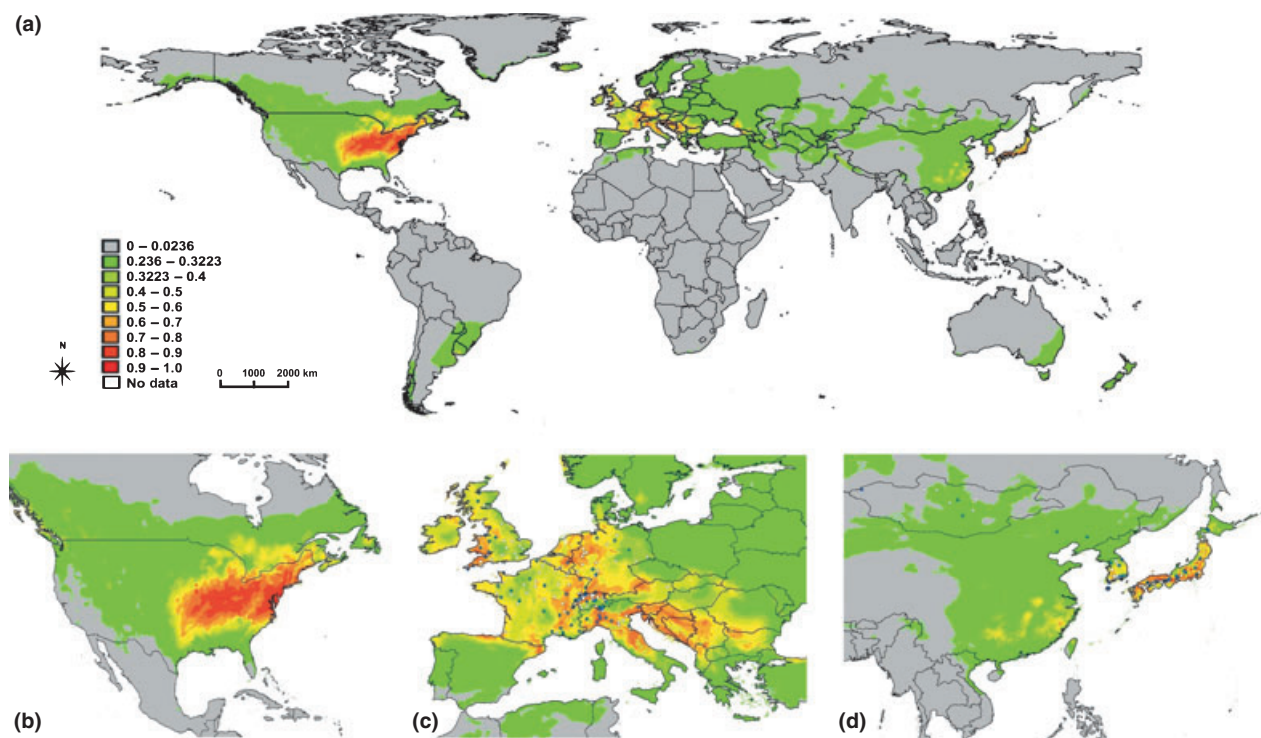 (a)
0 – 0.0236
0.236 – 0.3223
0.3223 – 0.4
0.4 – 0.5
0.5 – 0.6
0.6 – 0.7
0.7 – 0.8
0.8 – 0.9
0.9 – 1.0
No data
N
0 1000 2000 km
(b)
(c)
(d)